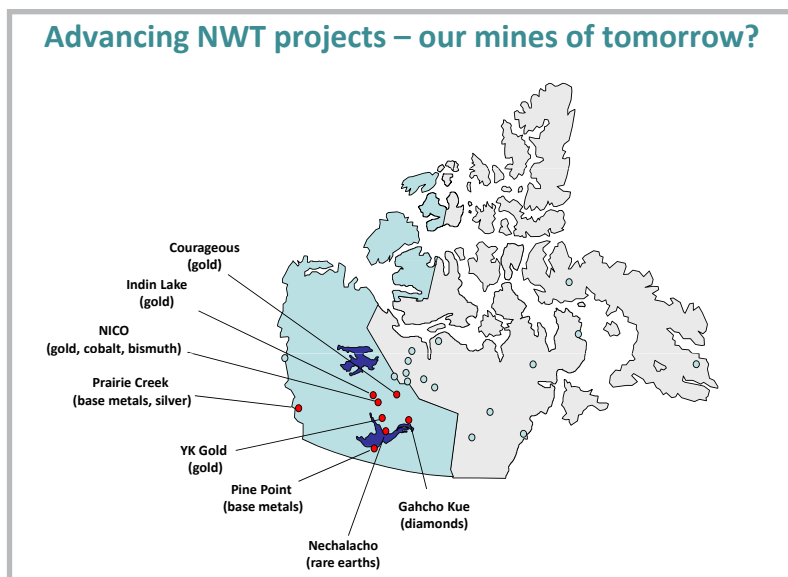 Advancing NWT projects – our mines of tomorrow?
Courageous
(gold)
Indin Lake
(gold)
NICO
(gold, cobalt, bismuth)
Prairie Creek
(base metals, silver)
YK Gold
(gold)
Pine Point
(base metals)
Gahcho Kue
(diamonds)
Nechalacho
(rare earths)